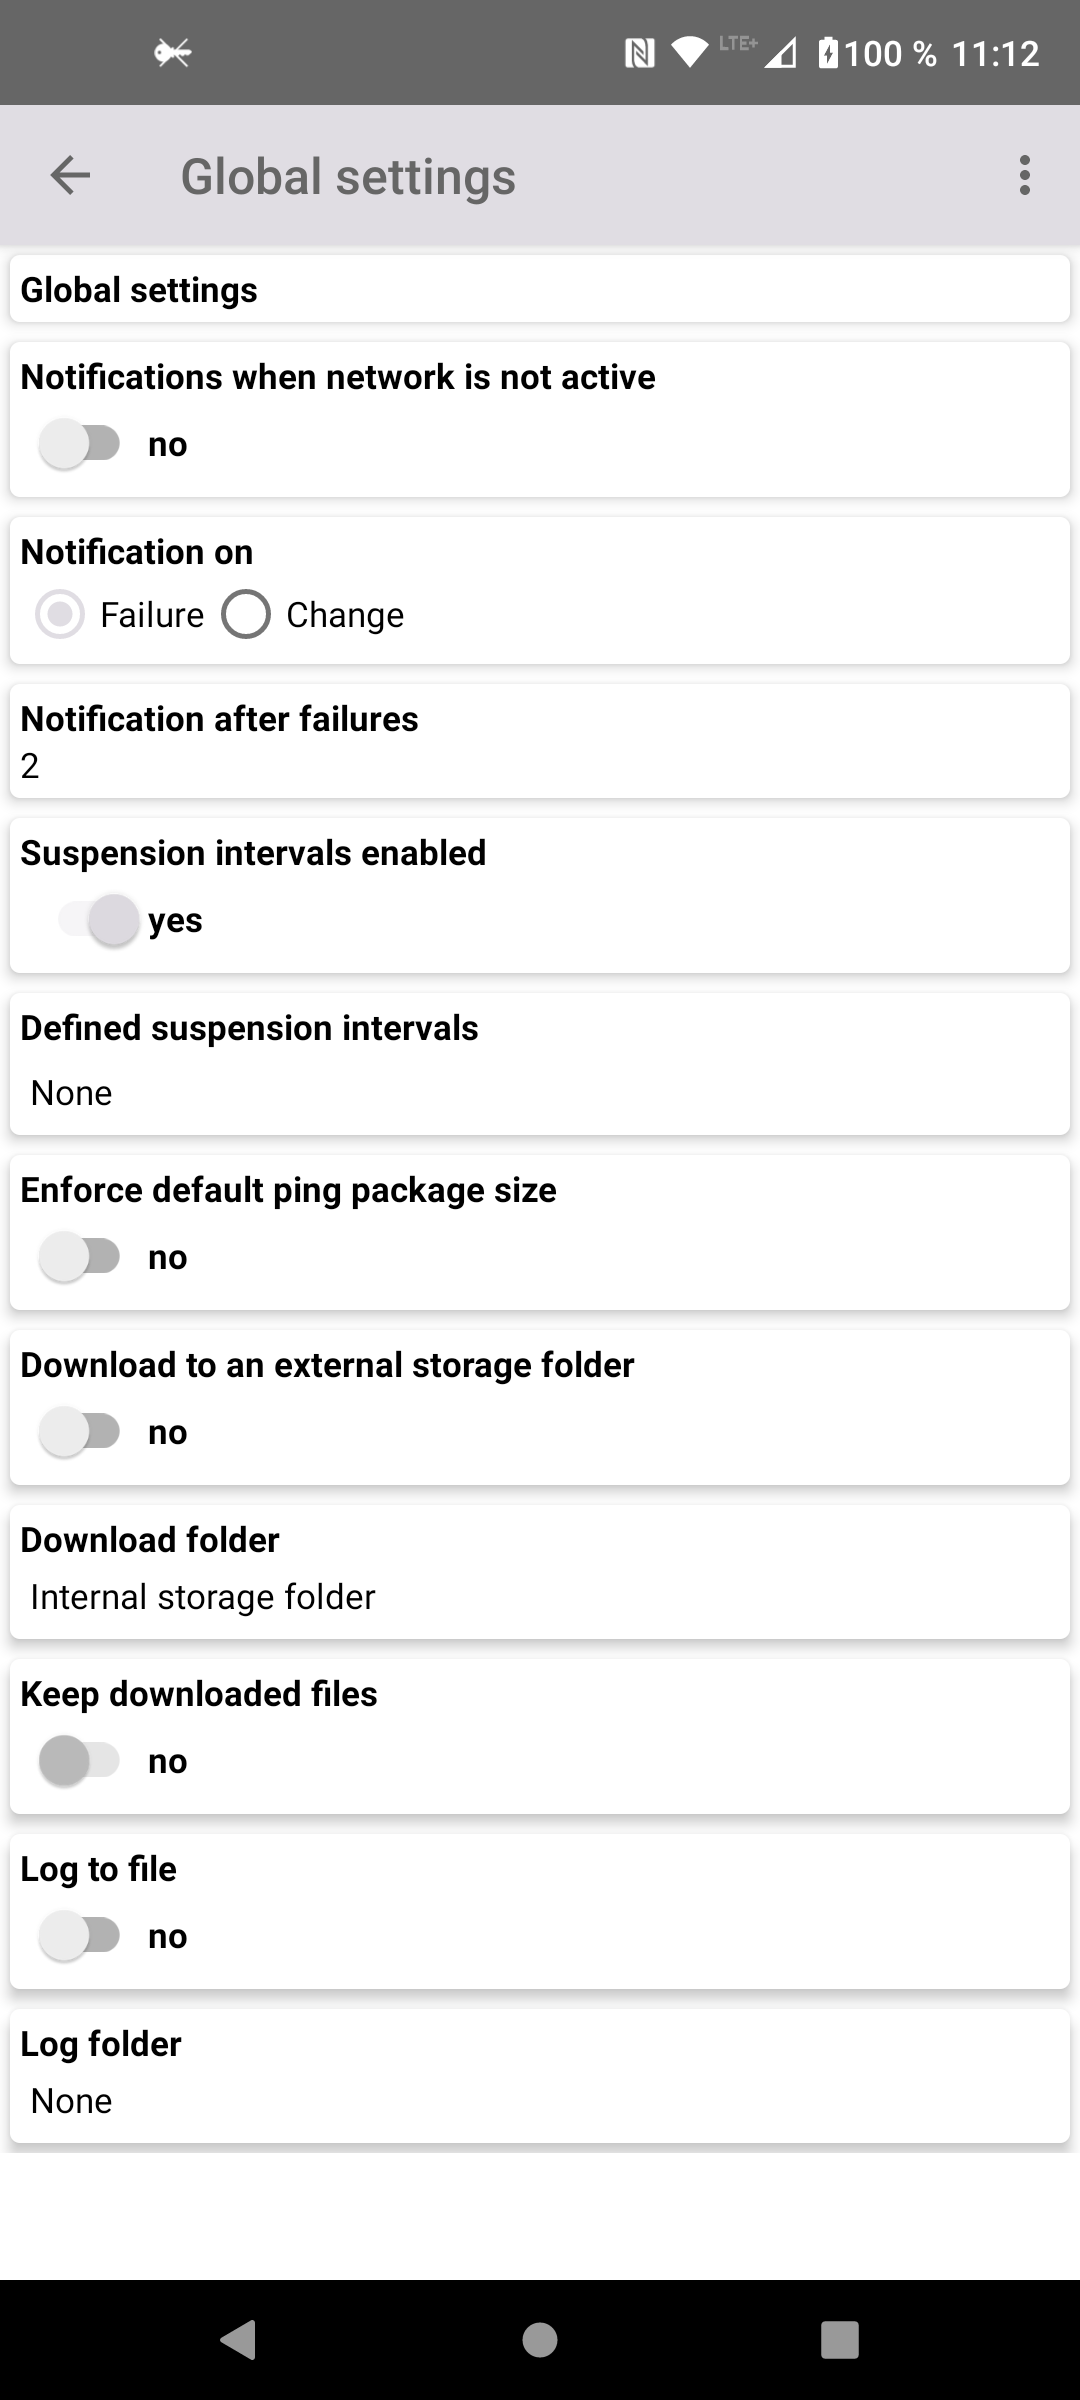 LTE+ 100 % 11:12
Global settings
Global settings
Notifications when network is not active
no
Notification on
Failure Change
Notification after failures
2
Suspension intervals enabled
yes
Defined suspension intervals
None
Enforce default ping package size
no
Download to an external storage folder
no
Download folder
Internal storage folder
Keep downloaded files
no
Log to file
no
Log folder
None